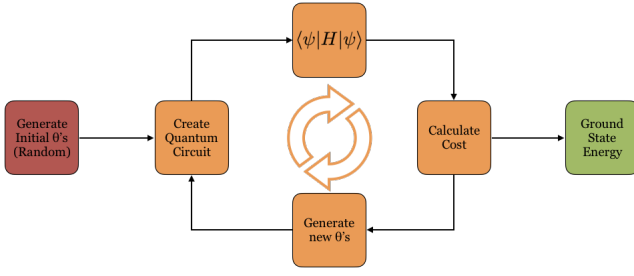 ⟨ψ|H|ψ⟩
Generate
Initial θ's
(Random)
Create
Quantum
Circuit
Calculate
Cost
Ground
State
Energy
Generate
new θ's